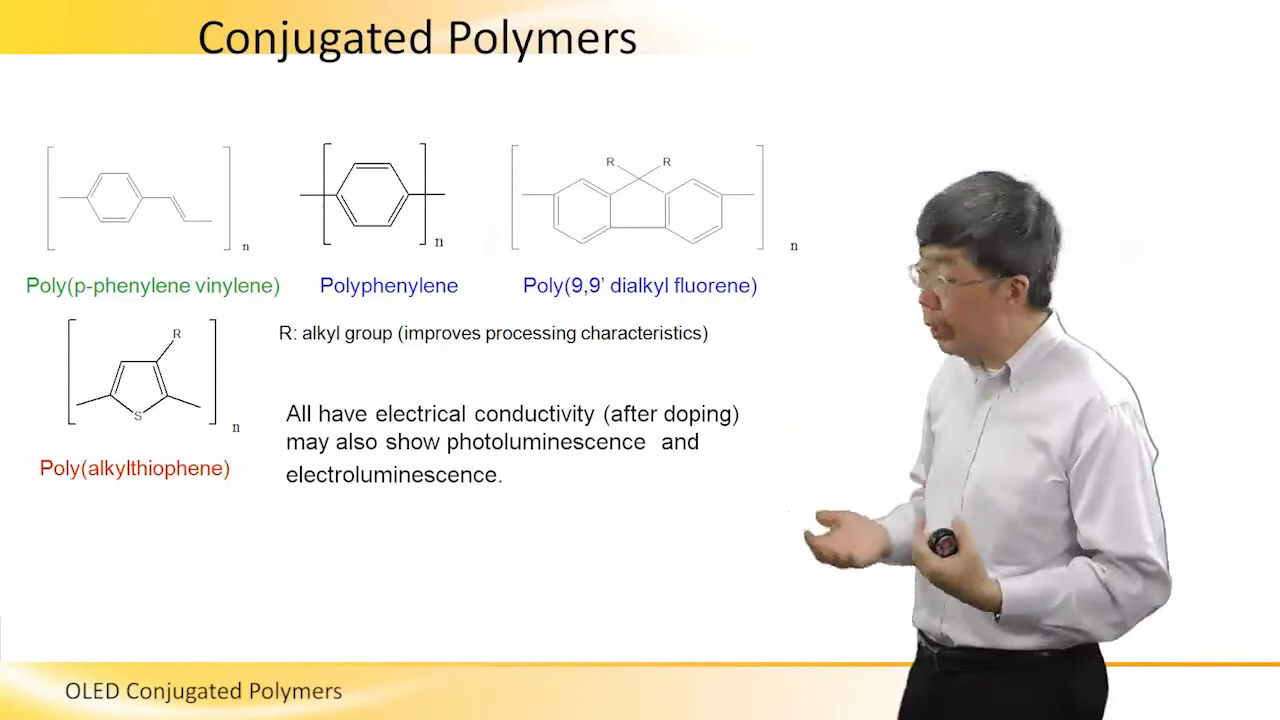 Conjugated Polymers
R R
n
n
n
Poly(p-phenylene vinylene)
Polyphenylene
Poly(9,9' dialkyl fluorene)
R
S
n
R: alkyl group (improves processing characteristics)
All have electrical conductivity (after doping)
may also show photoluminescence and
electroluminescence.
Poly(alkylthiophene)
OLED Conjugated Polymers